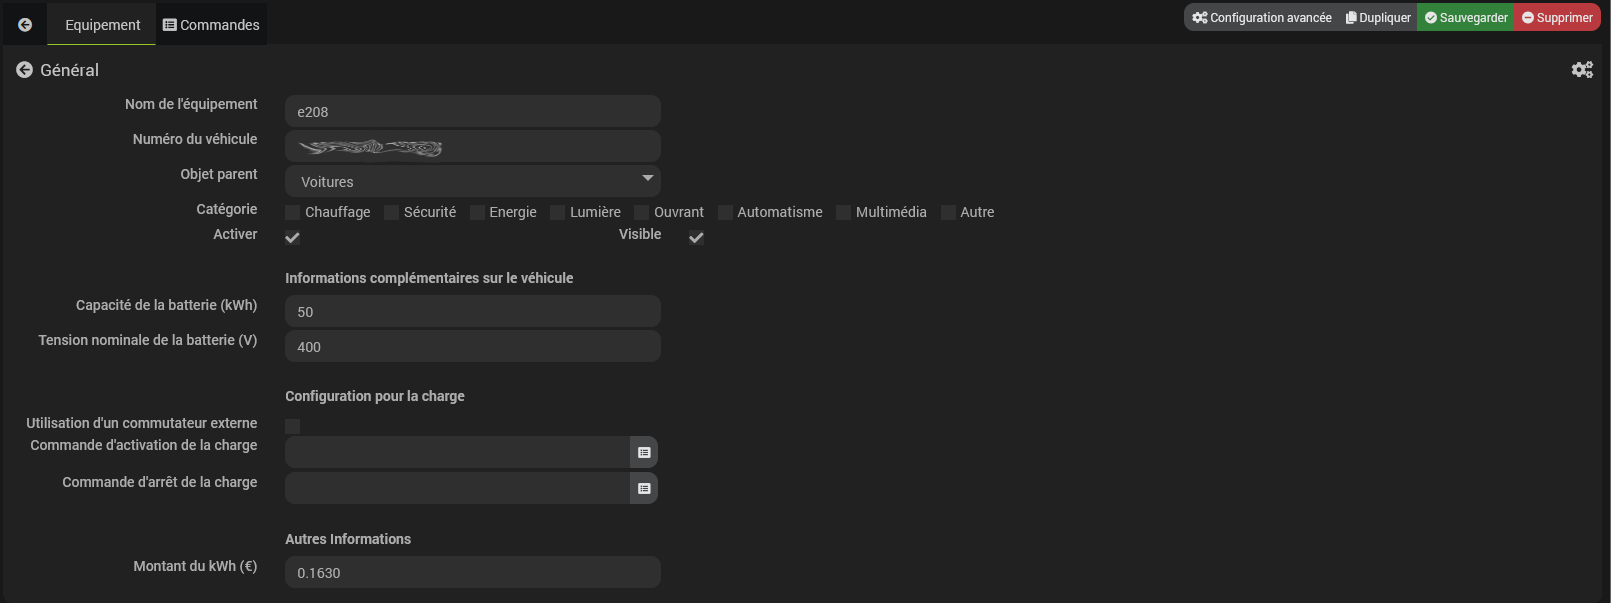 Equipement Commandes Configuration avancée Dupliquer Sauvegarder Supprimer
Général
Nom de l'équipement e208
Numéro du véhicule
Objet parent Voitures
Catégorie Chauffage Sécurité Energie Lumière Ouvrant Automatisme Multimédia Autre
Activer Visible
Informations complémentaires sur le véhicule
Capacité de la batterie (kWh) 50
Tension nominale de la batterie (V) 400
Configuration pour la charge
Utilisation d'un commutateur externe
Commande d'activation de la charge
Commande d'arrêt de la charge
Autres Informations
Montant du kWh (€) 0.1630